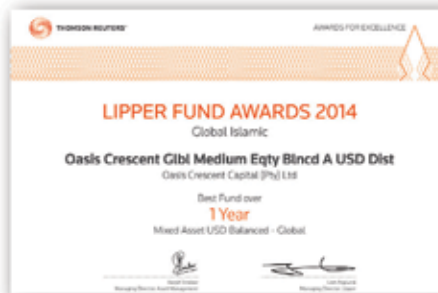 THOMSON REUTERS
AWARDS FOR EXCELLENCE
LIPPER FUND AWARDS 2014
Global Islamic
Oasis Crescent Glbl Medium Eqty Blncd A USD Dist
Oasis Crescent Capital (Pty) Ltd
Best Fund over
1 Year
Mixed Asset USD Balanced - Global